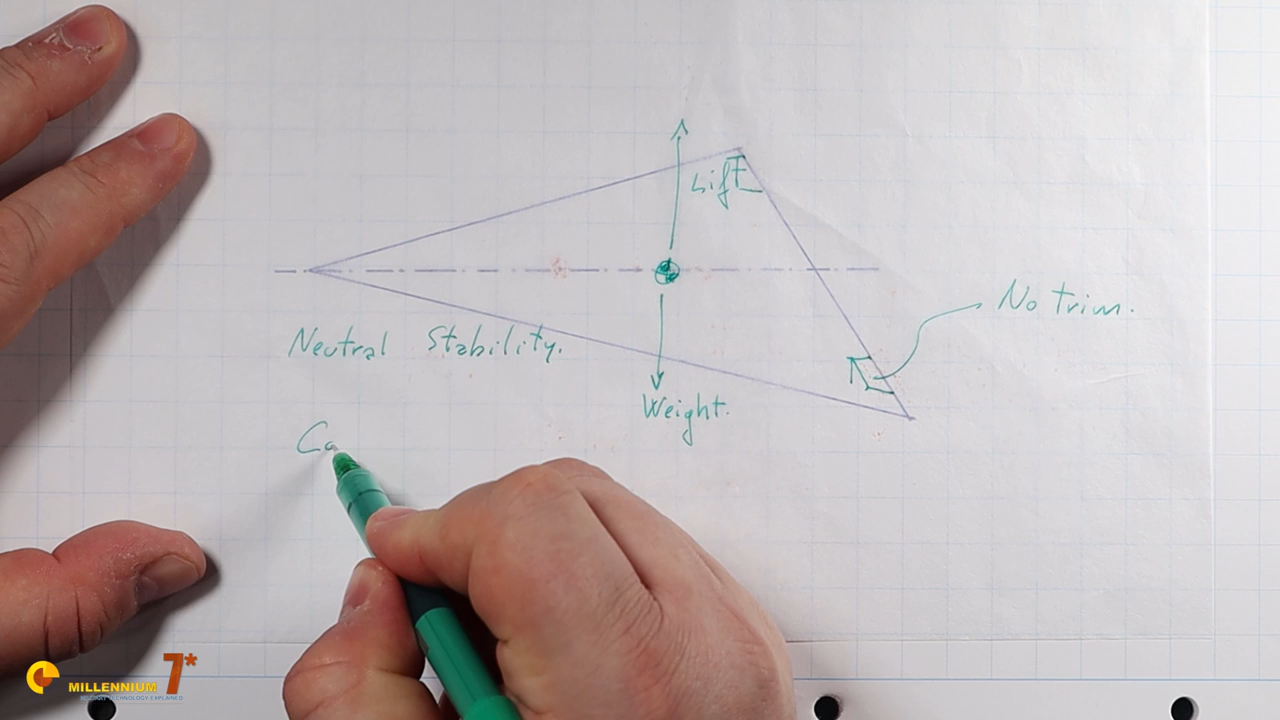 Lift
No trim.
Neutral Stability.
Weight.
Ca
MILLENNIUM 7*